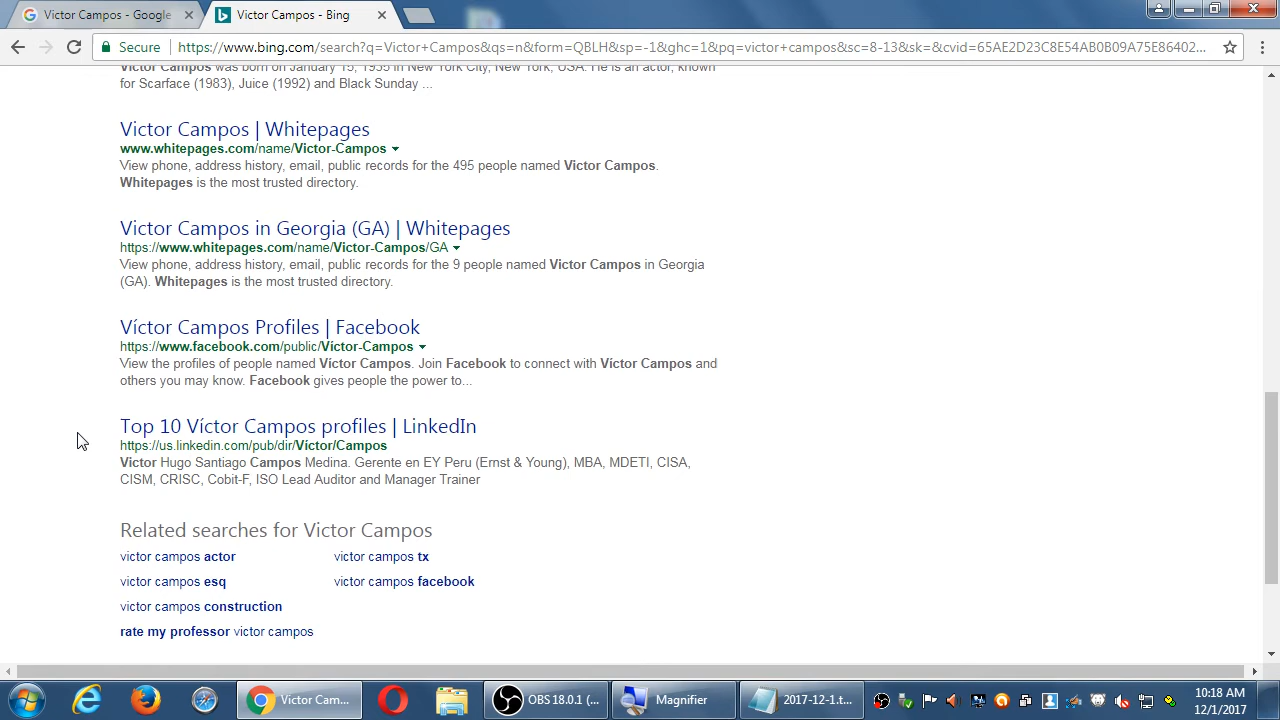 Victor Campos - Google
Victor Campos - Bing
Secure
https://www.bing.com/search?q=Victor+Campos&qs=n&form=QBLH&sp=-1&ghc=1&pq=victor+campos&sc=8-13&sk=&cvid=65AE2D23C8E54AB0B09A75E86402...
Victor Campos was born on January 15, 1935 in New York City, New York, USA. He is an actor, known
for Scarface (1983), Juice (1992) and Black Sunday ...
Victor Campos | Whitepages
www.whitepages.com/name/Victor-Campos
View phone, address history, email, public records for the 495 people named Victor Campos.
Whitepages is the most trusted directory.
Victor Campos in Georgia (GA) | Whitepages
https://www.whitepages.com/name/Victor-Campos/GA
View phone, address history, email, public records for the 9 people named Victor Campos in Georgia
(GA). Whitepages is the most trusted directory.
Víctor Campos Profiles | Facebook
https://www.facebook.com/public/Victor-Campos
View the profiles of people named Víctor Campos. Join Facebook to connect with Víctor Campos and
others you may know. Facebook gives people the power to...
Top 10 Víctor Campos profiles | LinkedIn
https://us.linkedin.com/pub/dir/Victor/Campos
Victor Hugo Santiago Campos Medina. Gerente en EY Peru (Ernst & Young), MBA, MDETI, CISA,
CISM, CRISC, Cobit-F, ISO Lead Auditor and Manager Trainer
Related searches for Victor Campos
victor campos actor
victor campos tx
victor campos esq
victor campos facebook
victor campos construction
rate my professor victor campos
Victor Cam...
OBS 18.0.1 (...
Magnifier
2017-12-1.t...
10:18 AM
12/1/2017